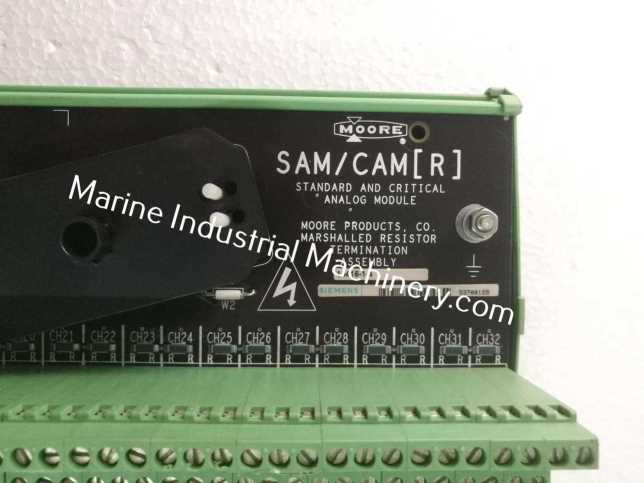 MOORE
SAM/CAM[R]
STANDARD AND CRITICAL
ANALOG MODULE
MOORE PRODUCTS, CO.
MARSHALLED RESISTOR
TERMINATION
ASSEMBLY
SIEMENS
Marine Industrial Machinery.com
W2
CH21 CH22 CH23 CH24 CH25 CH26 CH27 CH28 CH29 CH30 CH31 CH32
R R R R R R R R R R R R